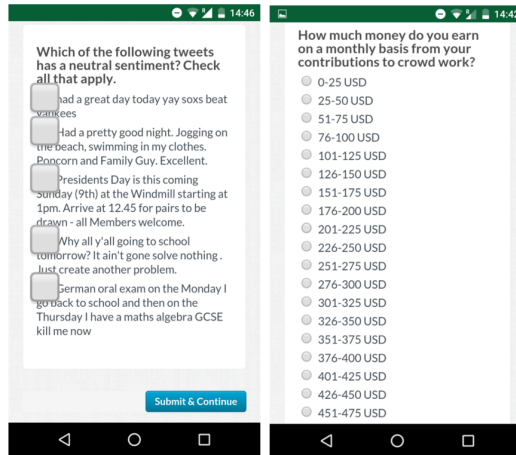 14:46
Which of the following tweets
has a neutral sentiment? Check
all that apply.
had a great day today yay soxs beat
yankees
Had a pretty good night. Jogging on
the beach, swimming in my clothes.
Popcorn and Family Guy. Excellent.
Presidents Day is this coming
Sunday (9th) at the Windmill starting at
1pm. Arrive at 12.45 for pairs to be
drawn - all Members welcome.
Why all y'all going to school
tomorrow? It ain't gone solve nothing .
Just create another problem.
German oral exam on the Monday I
go back to school and then on the
Thursday I have a maths algebra GCSE
kill me now
Submit & Continue
14:42
How much money do you earn
on a monthly basis from your
contributions to crowd work?
0-25 USD
25-50 USD
51-75 USD
76-100 USD
101-125 USD
126-150 USD
151-175 USD
176-200 USD
201-225 USD
226-250 USD
251-275 USD
276-300 USD
301-325 USD
326-350 USD
351-375 USD
376-400 USD
401-425 USD
426-450 USD
451-475 USD